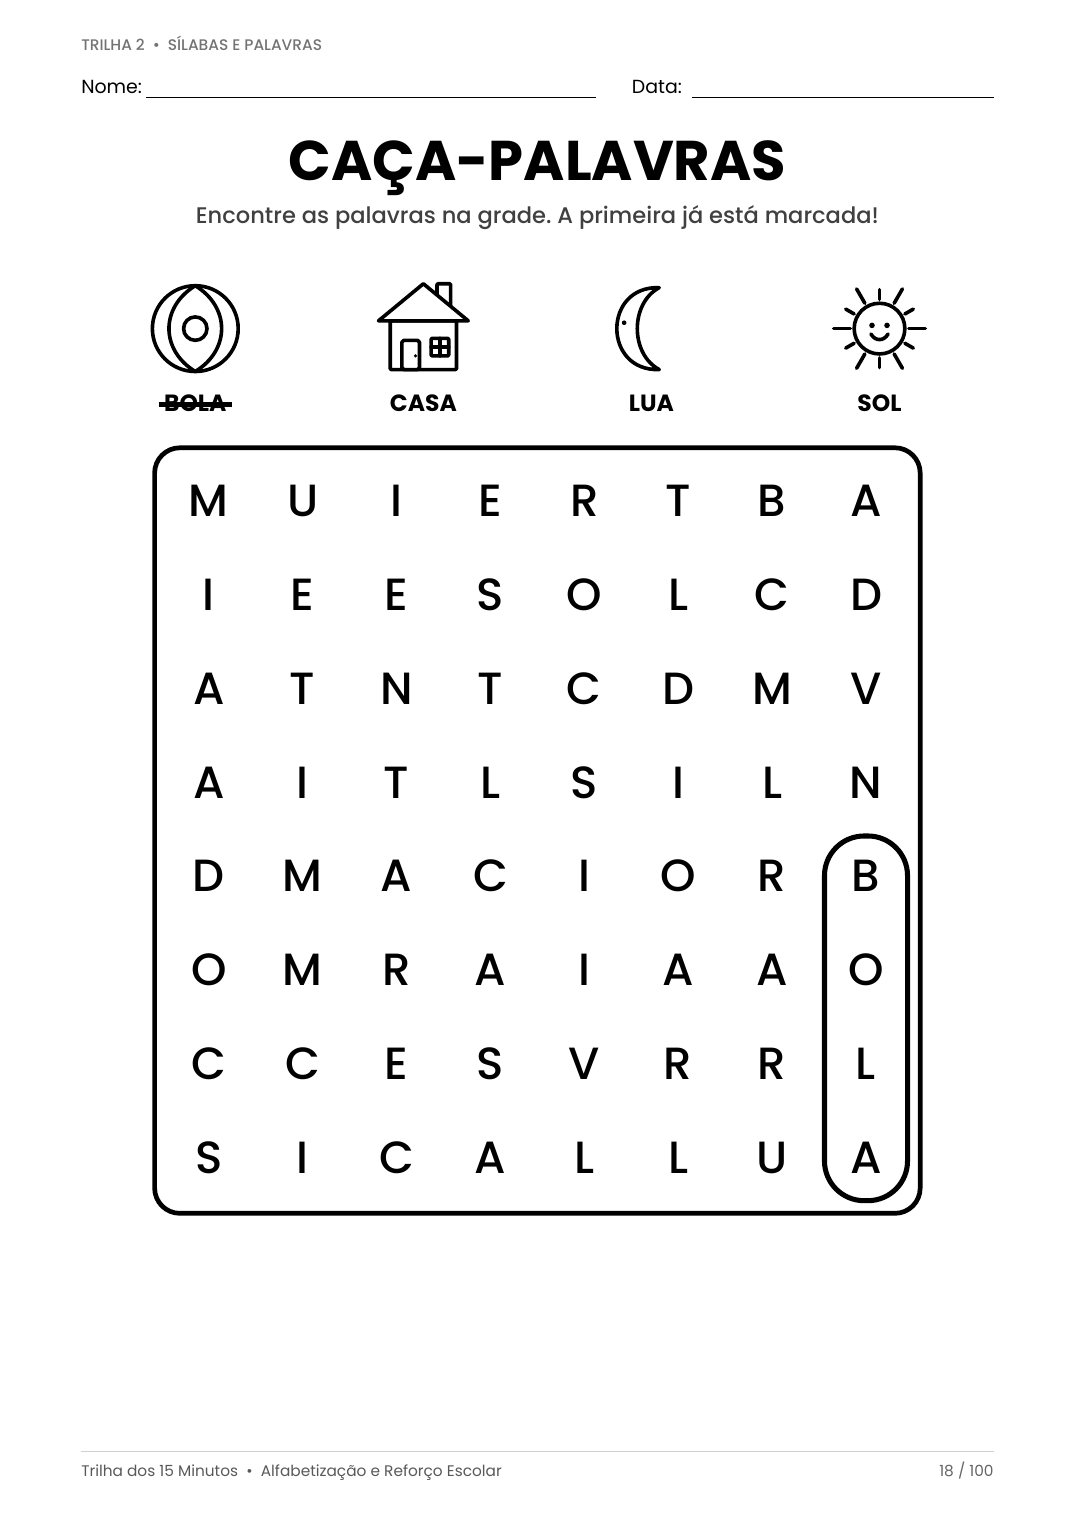 TRILHA 2 • SÍLABAS E PALAVRAS
Nome: Data:
CAÇA-PALAVRAS
Encontre as palavras na grade. A primeira já está marcada!
BOLA CASA LUA SOL
M U I E R T B A
I E E S O L C D
A T N T C D M V
A I T L S I L N
D M A C I O R B
O M R A I A A O
C C E S V R R L
S I C A L L U A
Trilha dos 15 Minutos • Alfabetização e Reforço Escolar 18 / 100